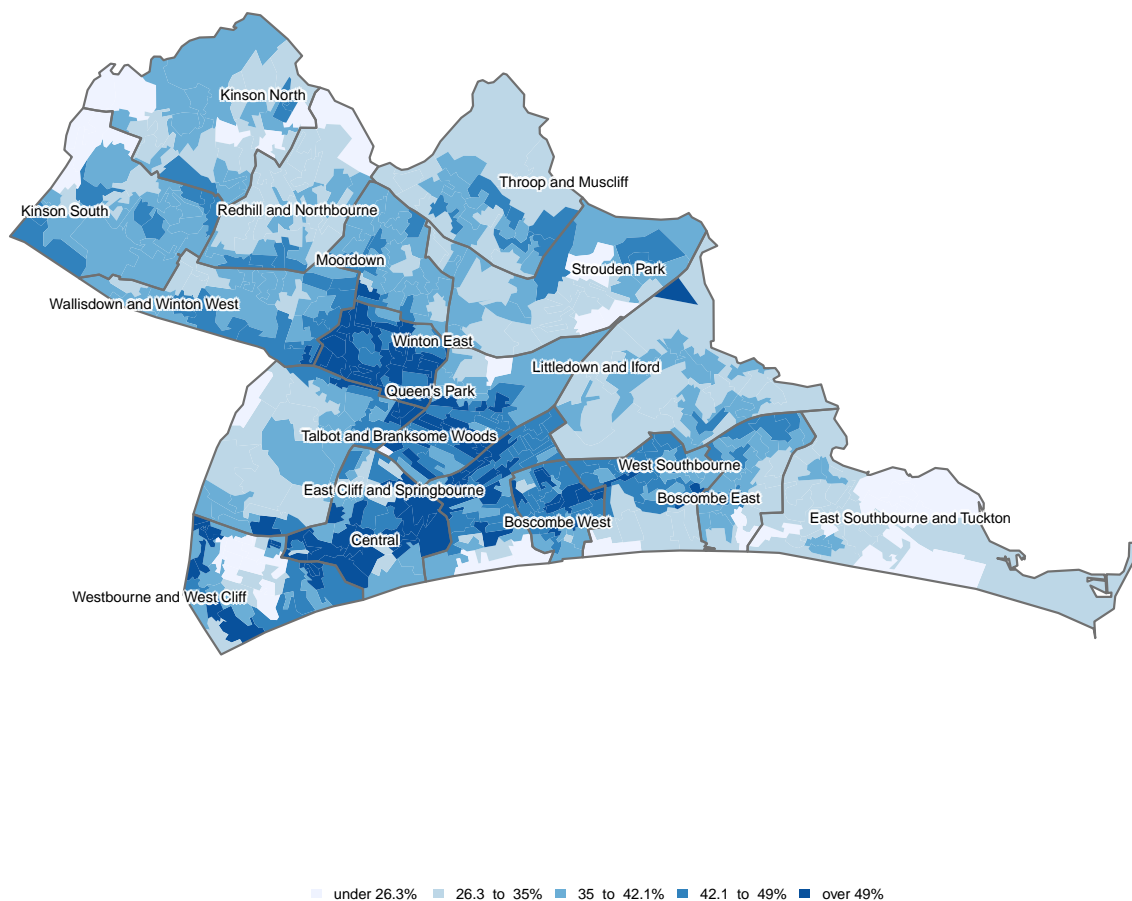 Kinson North
Throop and Muscliff
Kinson South
Redhill and Northbourne
Moordown
Strouden Park
Wallisdown and Winton West
Winton East
Littledown and Iford
Queen's Park
Talbot and Branksome Woods
West Southbourne
East Cliff and Springbourne
Boscombe East
Boscombe West
East Southbourne and Tuckton
Central
Westbourne and West Cliff
under 26.3% 26.3 to 35% 35 to 42.1% 42.1 to 49% over 49%